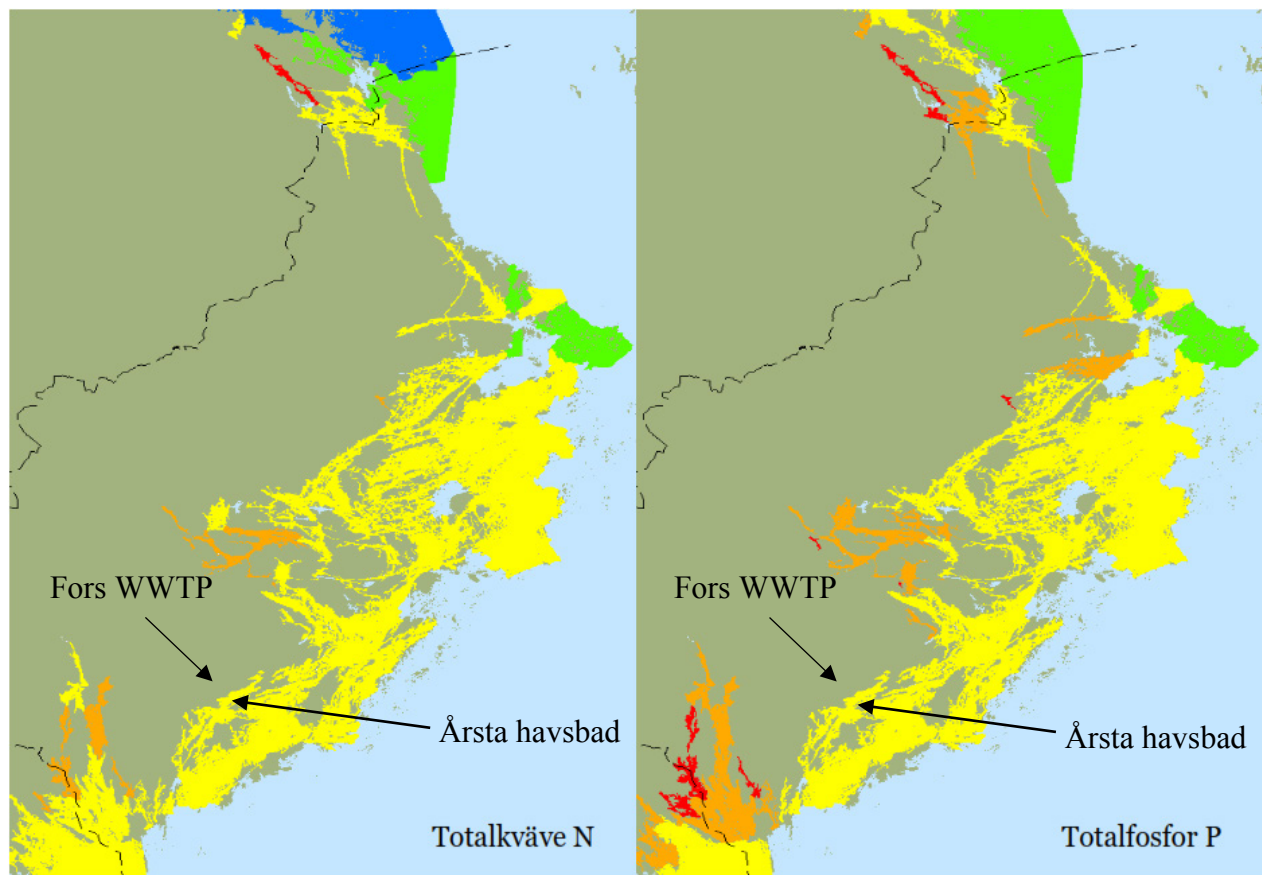 Fors WWTP
Årsta havsbad
Totalkväve N
Fors WWTP
Årsta havsbad
Totalfosfor P